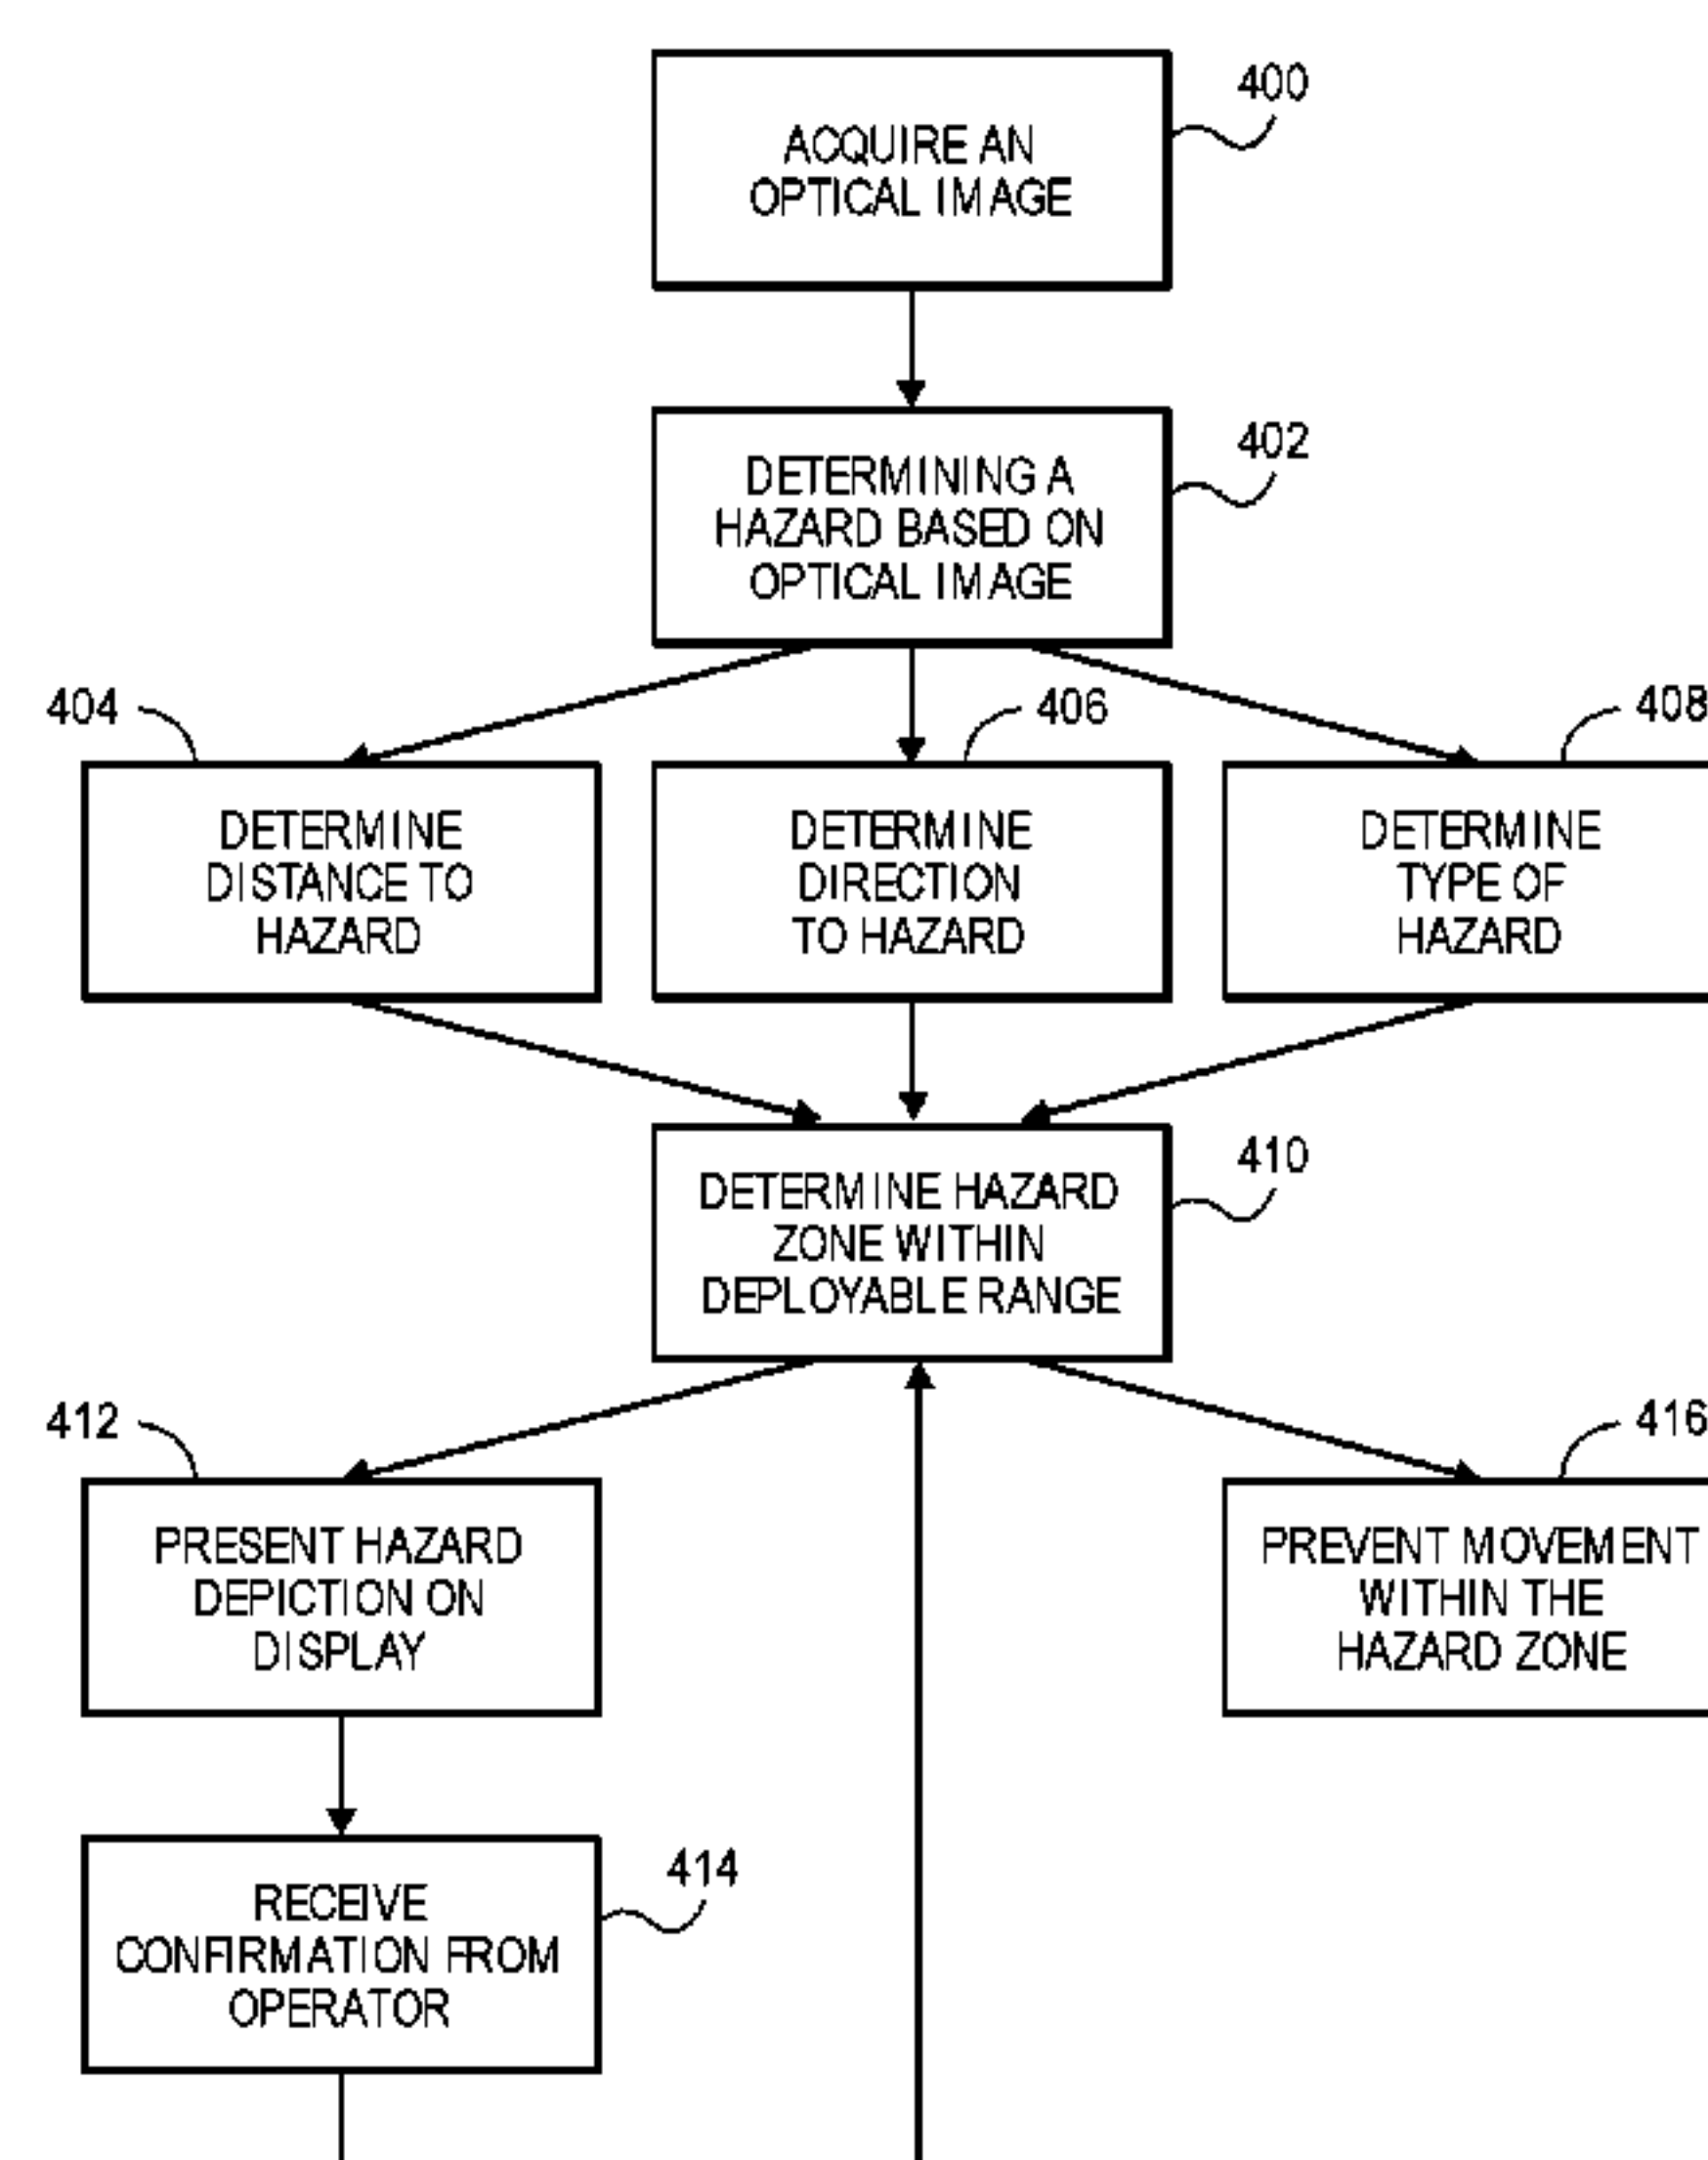 400
ACQUIRE AN
OPTICAL IMAGE
402
DETERMINING A
HAZARD BASED ON
OPTICAL IMAGE
404
406
408
DETERMINE
DISTANCE TO
HAZARD
DETERMINE
DIRECTION
TO HAZARD
DETERMINE
TYPE OF
HAZARD
410
DETERMINE HAZARD
ZONE WITHIN
DEPLOYABLE RANGE
412
416
PRESENT HAZARD
DEPICTION ON
DISPLAY
PREVENT MOVEMENT
WITHIN THE
HAZARD ZONE
414
RECEIVE
CONFIRMATION FROM
OPERATOR